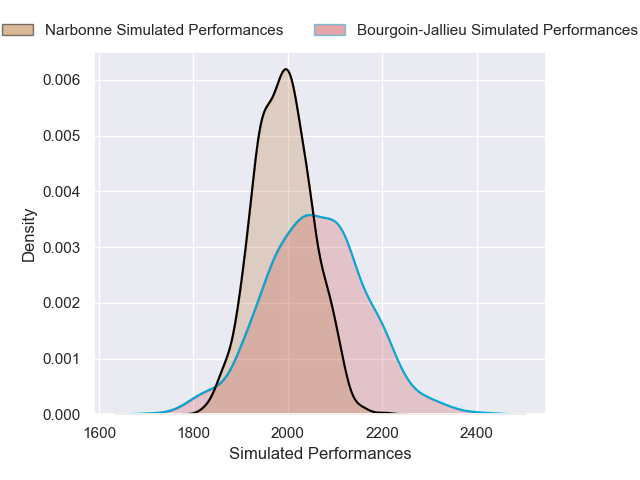 Narbonne Simulated Performances
Bourgoin-Jallieu Simulated Performances
0.006
0.005
0.004
0.003
0.002
0.001
0.000
Density
1600 1800 2000 2200 2400
Simulated Performances